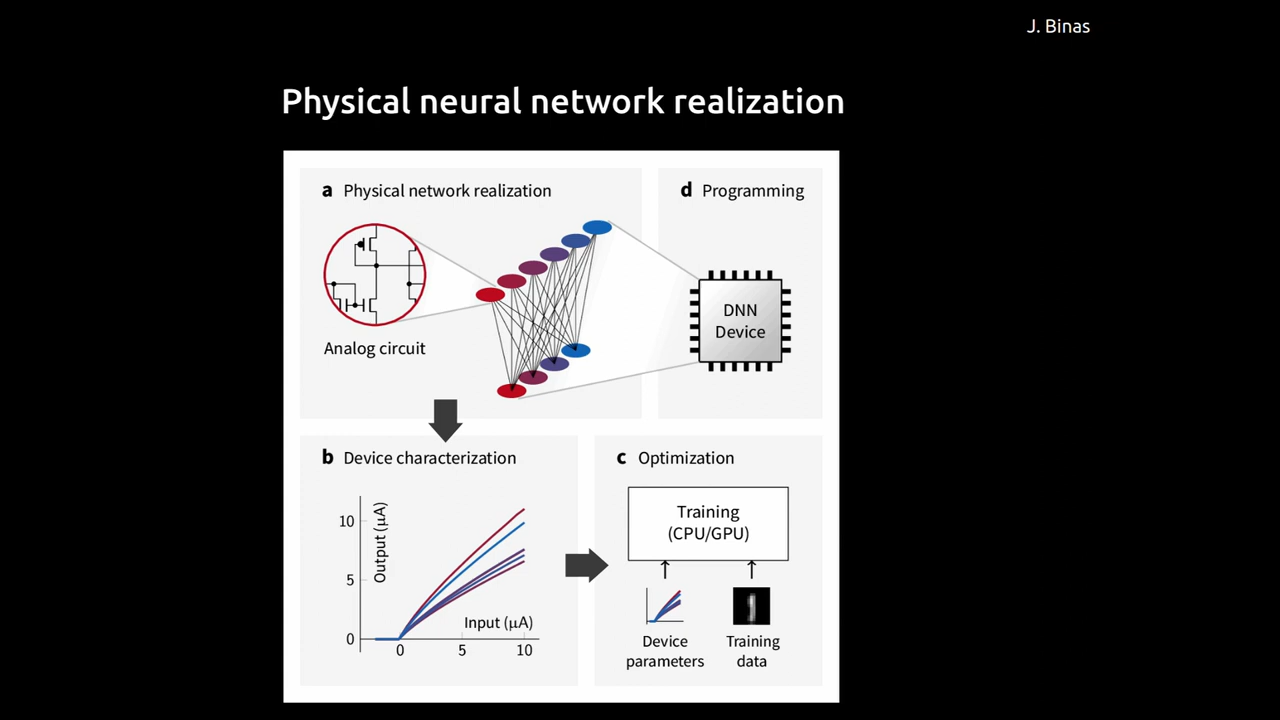 J. Binas
Physical neural network realization
a Physical network realization
Analog circuit
d Programming
DNN
Device
b Device characterization
Output (µA)
10
5
0
Input (µA)
0 5 10
c Optimization
Training
(CPU/GPU)
Device
parameters
Training
data